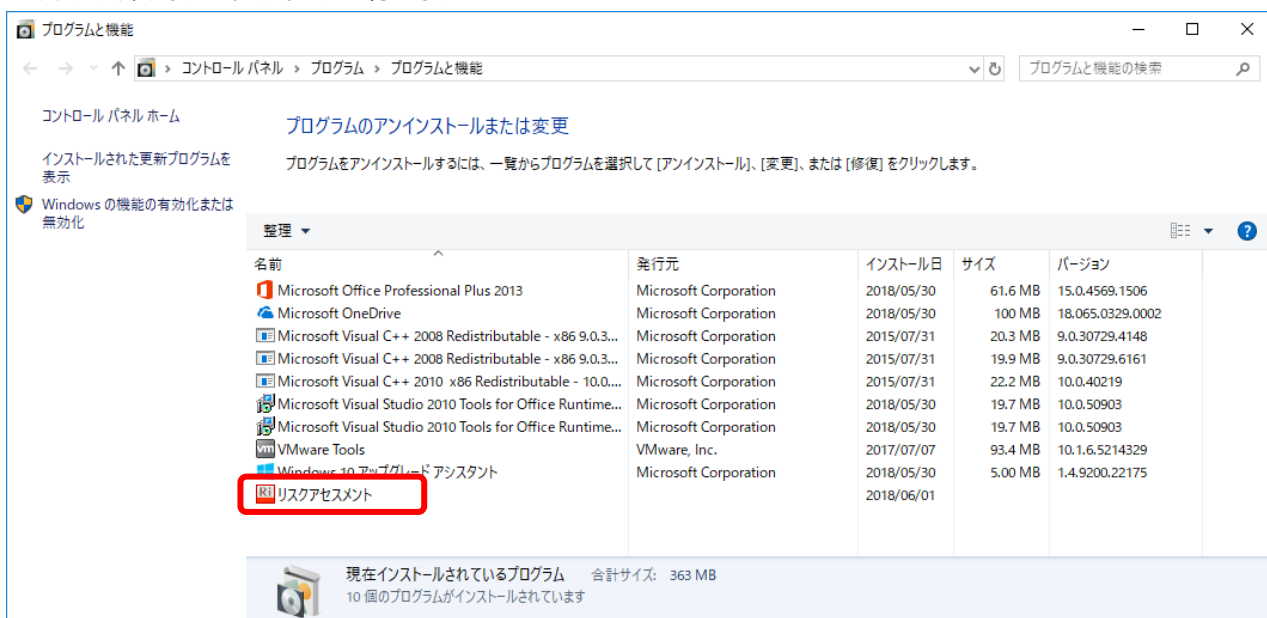 プログラムと機能
コントロール パネル › プログラム › プログラムと機能
プログラムと機能の検索
コントロール パネル ホーム
インストールされた更新プログラムを
表示
Windows の機能の有効化または
無効化
プログラムのアンインストールまたは変更
プログラムをアンインストールするには、一覧からプログラムを選択して [アンインストール]、[変更]、または [修復] をクリックします。
整理
名前 発行元 インストール日 サイズ バージョン
Microsoft Office Professional Plus 2013 Microsoft Corporation 2018/05/30 61.6 MB 15.0.4569.1506
Microsoft OneDrive Microsoft Corporation 2018/05/30 100 MB 18.065.0329.0002
Microsoft Visual C++ 2008 Redistributable - x86 9.0.3... Microsoft Corporation 2015/07/31 20.3 MB 9.0.30729.4148
Microsoft Visual C++ 2008 Redistributable - x86 9.0.3... Microsoft Corporation 2015/07/31 19.9 MB 9.0.30729.6161
Microsoft Visual C++ 2010 x86 Redistributable - 10.0.... Microsoft Corporation 2015/07/31 22.2 MB 10.0.40219
Microsoft Visual Studio 2010 Tools for Office Runtime... Microsoft Corporation 2018/05/30 19.7 MB 10.0.50903
Microsoft Visual Studio 2010 Tools for Office Runtime... Microsoft Corporation 2018/05/30 19.7 MB 10.0.50903
vm VMware Tools VMware, Inc. 2017/07/07 93.4 MB 10.1.6.5214329
Windows 10 アップグレード アシスタント Microsoft Corporation 2018/05/30 5.00 MB 1.4.9200.22175
Ri リスクアセスメント 2018/06/01
現在インストールされているプログラム 合計サイズ: 363 MB
10 個のプログラムがインストールされています